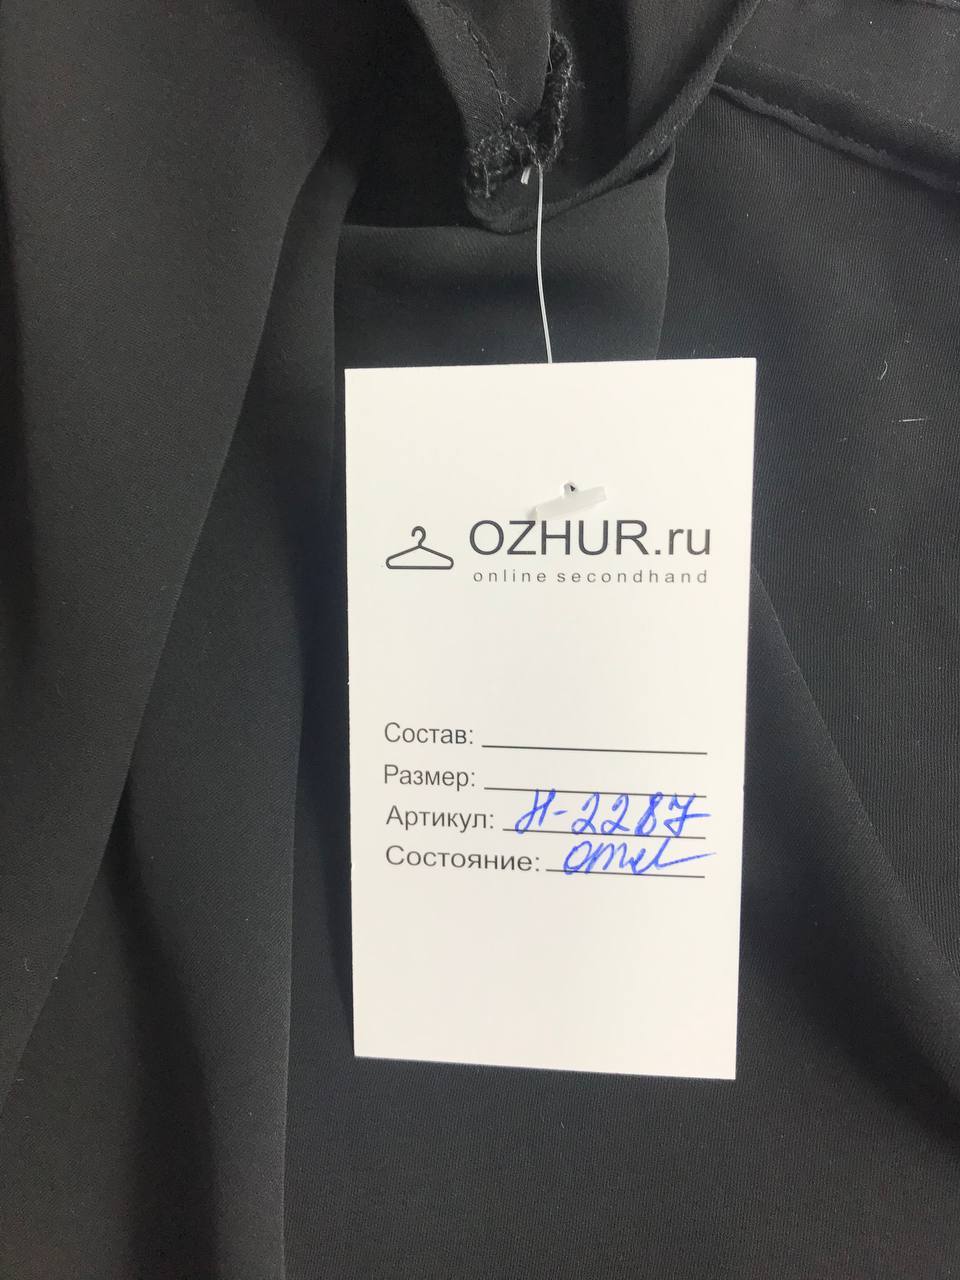 OZHUR.ru
online secondhand
Состав:
Размер:
Артикул: Н-2287
Состояние: отл